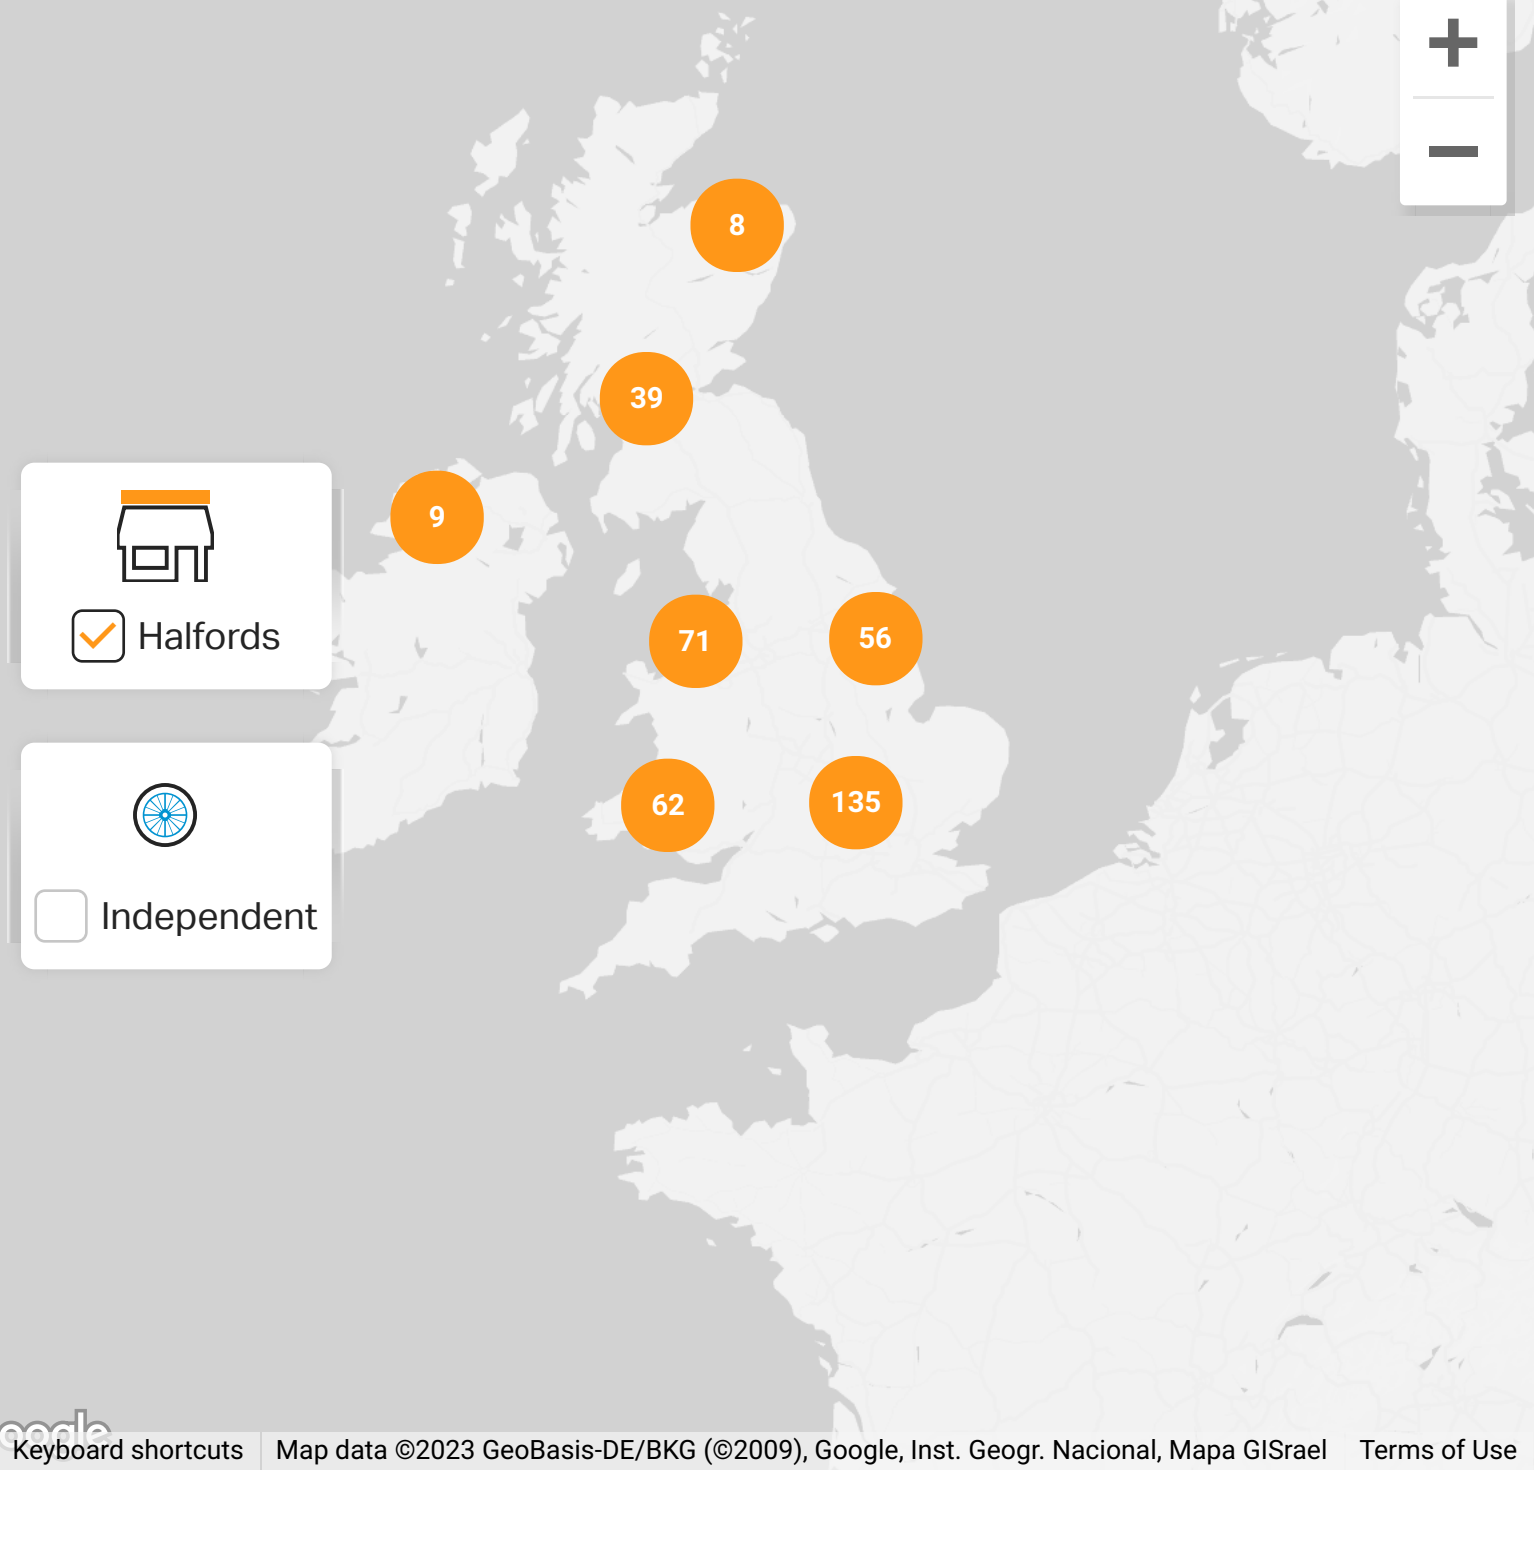 8
39
9
Halfords
71
56
62
135
Independent
Keyboard shortcuts
Map data ©2023 GeoBasis-DE/BKG (©2009), Google, Inst. Geogr. Nacional, Mapa GISrael
Terms of Use